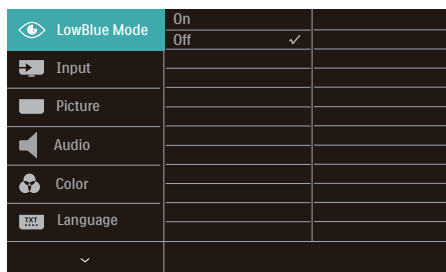 LowBlue Mode
On
Off
Input
Picture
Audio
Color
TXT
Language